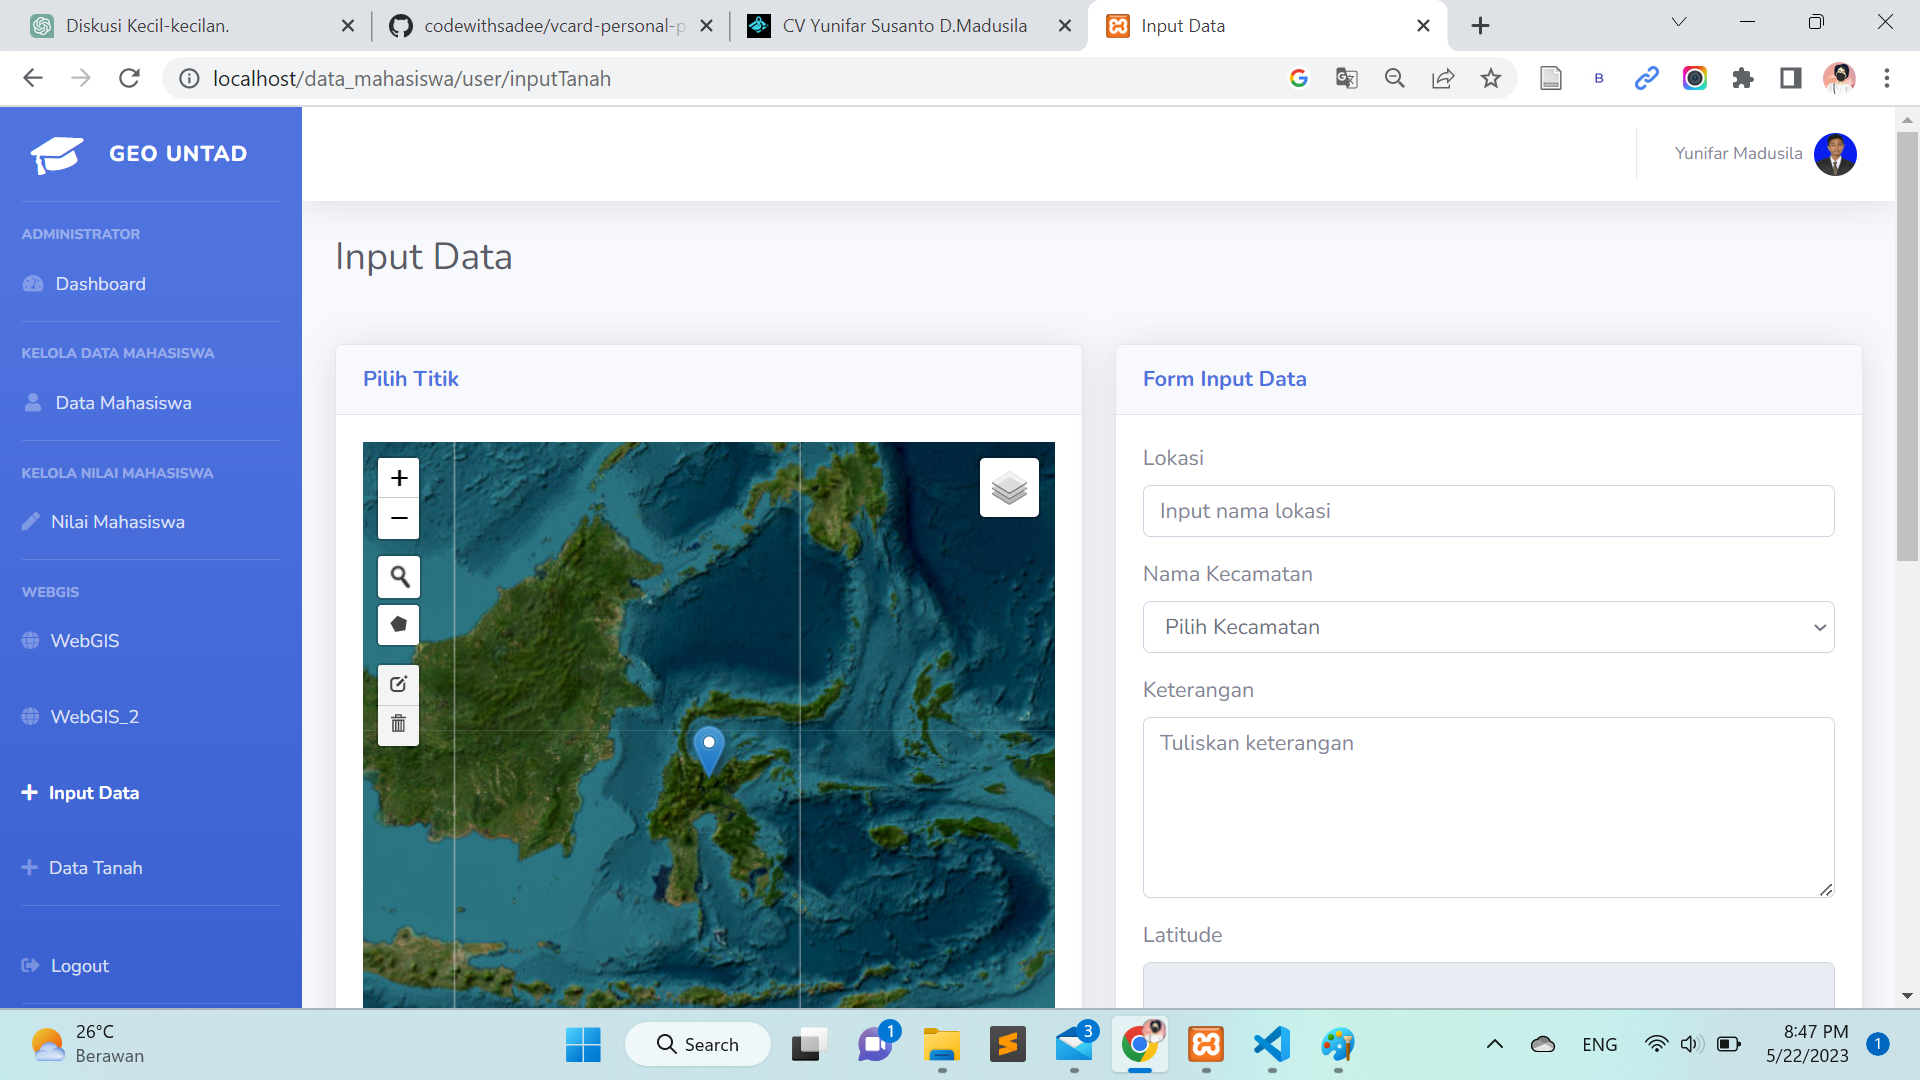 Diskusi Kecil-kecilan.
codewithsadee/vcard-personal-p
CV Yunifar Susanto D.Madusila
Input Data
localhost/data_mahasiswa/user/inputTanah
B
GEO UNTAD
Yunifar Madusila
ADMINISTRATOR
Dashboard
KELOLA DATA MAHASISWA
Data Mahasiswa
KELOLA NILAI MAHASISWA
Nilai Mahasiswa
WEBGIS
WebGIS
WebGIS_2
Input Data
Data Tanah
Logout
Input Data
Pilih Titik
+
−
Form Input Data
Lokasi
Input nama lokasi
Nama Kecamatan
Pilih Kecamatan
Keterangan
Tuliskan keterangan
Latitude
26°C
Berawan
Search
1
3
ENG
8:47 PM
5/22/2023
1